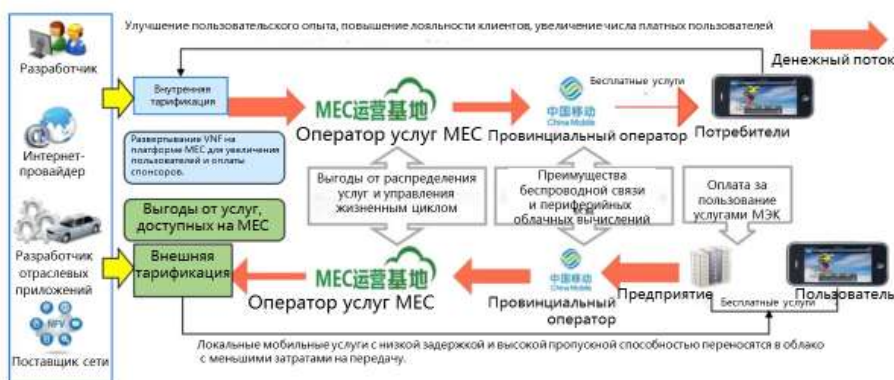 Улучшение пользовательского опыта, повышение лояльности клиентов, увеличение числа платных пользователей
Денежный поток
Разработчик
Внутренняя
тарификация
MEC运营基地
Оператор услуг МЕС
中国移动
China Mobile
Провинциальный оператор
Бесплатные услуги
Потребители
Интернет-
провайдер
Развертывание VNF на
платформе МЕС для увеличения
пользователей и оплаты
спонсоров.
Выгоды от распределения
услуг и управления
жизненным циклом
Преимущества
беспроводной связи
и периферийных
облачных вычислений
Оплата за
пользование
услугами МЭК
Выгоды от услуг,
доступных на МЕС
Разработчик
отраслевых
приложений
Внешняя
тарификация
MEC运营基地
Оператор услуг МЕС
中国移动
China Mobile
Провинциальный
оператор
Предприятие
Бесплатные услуги
Пользователь
NFV
Поставщик сети
Локальные мобильные услуги с низкой задержкой и высокой пропускной способностью переносятся в облако
с меньшими затратами на передачу.